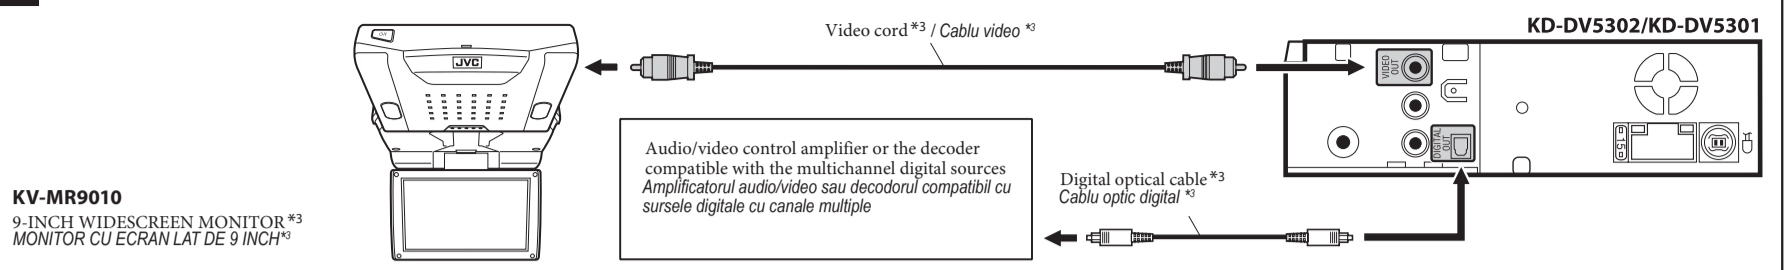 Video cord*3 / Cablu video *3
KD-DV5302/KD-DV5301
JVC
VIDEO
OUT
Audio/video control amplifier or the decoder
compatible with the multichannel digital sources
Amplificatorul audio/video sau decodorul compatibil cu
sursele digitale cu canale multiple
DIGITAL
OUT
15
Digital optical cable*3
Cablu optic digital *3
KV-MR9010
9-INCH WIDESCREEN MONITOR*3
MONITOR CU ECRAN LAT DE 9 INCH*3